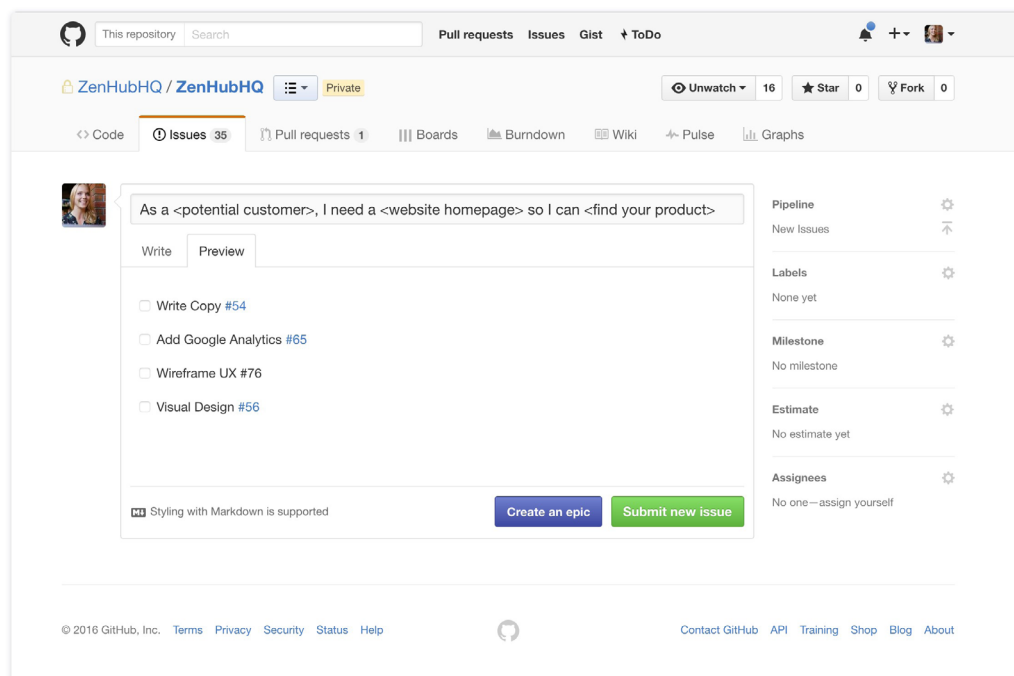 This repository Search Pull requests Issues Gist ToDo
ZenHubHQ / ZenHubHQ Private Unwatch 16 Star 0 Fork 0
Code Issues 35 Pull requests 1 Boards Burndown Wiki Pulse Graphs
As a <potential customer>, I need a <website homepage> so I can <find your product>
Write Preview
Write Copy #54
Add Google Analytics #65
Wireframe UX #76
Visual Design #56
Styling with Markdown is supported Create an epic Submit new issue
Pipeline
New Issues
Labels
None yet
Milestone
No milestone
Estimate
No estimate yet
Assignees
No one—assign yourself
© 2016 GitHub, Inc. Terms Privacy Security Status Help Contact GitHub API Training Shop Blog About